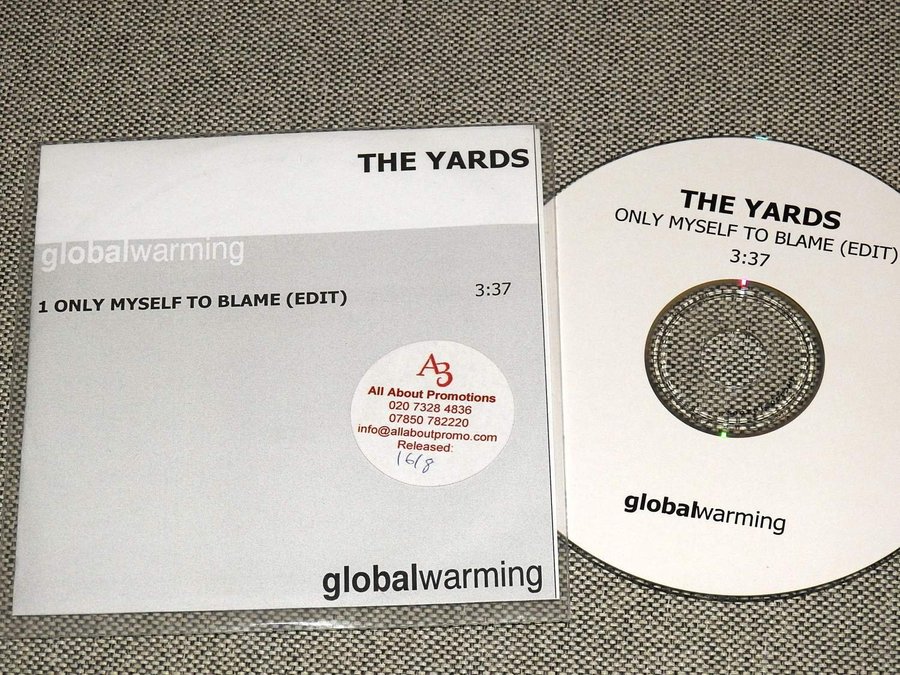 THE YARDS
globalwarming
1 ONLY MYSELF TO BLAME (EDIT) 3:37
A3
All About Promotions
020 7328 4836
07850 782220
info@allaboutpromo.com
Released:
16/8
globalwarming
THE YARDS
ONLY MYSELF TO BLAME (EDIT)
3:37
globalwarming